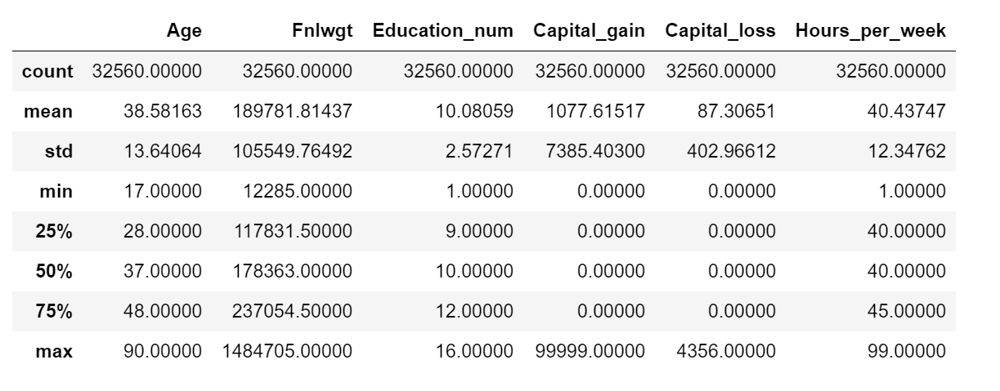 Age Fnlwgt Education_num Capital_gain Capital_loss Hours_per_week
count 32560.00000 32560.00000 32560.00000 32560.00000 32560.00000 32560.00000
mean 38.58163 189781.81437 10.08059 1077.61517 87.30651 40.43747
std 13.64064 105549.76492 2.57271 7385.40300 402.96612 12.34762
min 17.00000 12285.00000 1.00000 0.00000 0.00000 1.00000
25% 28.00000 117831.50000 9.00000 0.00000 0.00000 40.00000
50% 37.00000 178363.00000 10.00000 0.00000 0.00000 40.00000
75% 48.00000 237054.50000 12.00000 0.00000 0.00000 45.00000
max 90.00000 1484705.00000 16.00000 99999.00000 4356.00000 99.00000